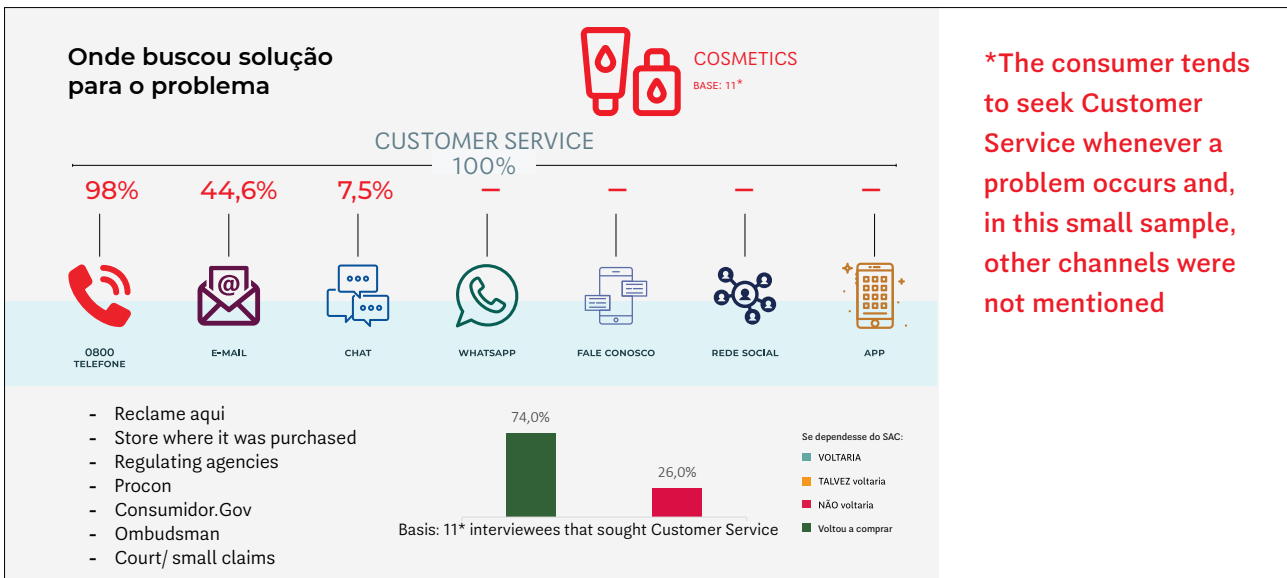 Onde buscou solução
para o problema
COSMETICS
BASE: 11*
CUSTOMER SERVICE
100%
98%
44,6%
7,5%
–
–
–
–
@
0800
TELEFONE
E-MAIL
CHAT
WHATSAPP
FALE CONOSCO
REDE SOCIAL
APP
- Reclame aqui
- Store where it was purchased
- Regulating agencies
- Procon
- Consumidor.Gov
- Ombudsman
- Court/ small claims
74,0%
26,0%
Basis: 11* interviewees that sought Customer Service
Se dependesse do SAC:
VOLTARIA
TALVEZ voltaria
NÃO voltaria
Voltou a comprar
*The consumer tends
to seek Customer
Service whenever a
problem occurs and,
in this small sample,
other channels were
not mentioned